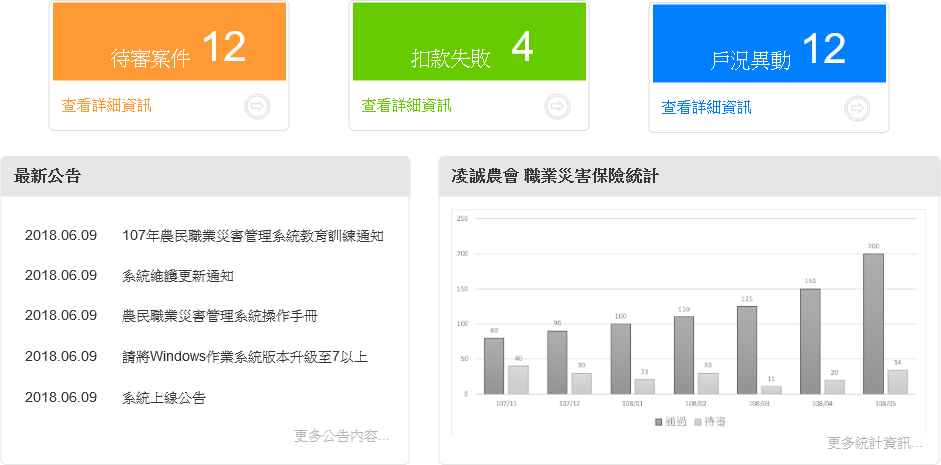 待審案件 12
查看詳細資訊
扣款失敗 4
查看詳細資訊
戶況異動 12
查看詳細資訊
最新公告
2018.06.09 107年農民職業災害管理系統教育訓練通知
2018.06.09 系統維護更新通知
2018.06.09 農民職業災害管理系統操作手冊
2018.06.09 請將Windows作業系統版本升級至7以上
2018.06.09 系統上線公告
更多公告內容...
凌誠農會 職業災害保險統計
250
200
150
100
50
0
80 40
90 30
100 21
110 30
125 11
150 20
200 34
107/11 107/12 108/01 108/02 108/03 108/04 108/05
通過 待審
更多統計資訊...